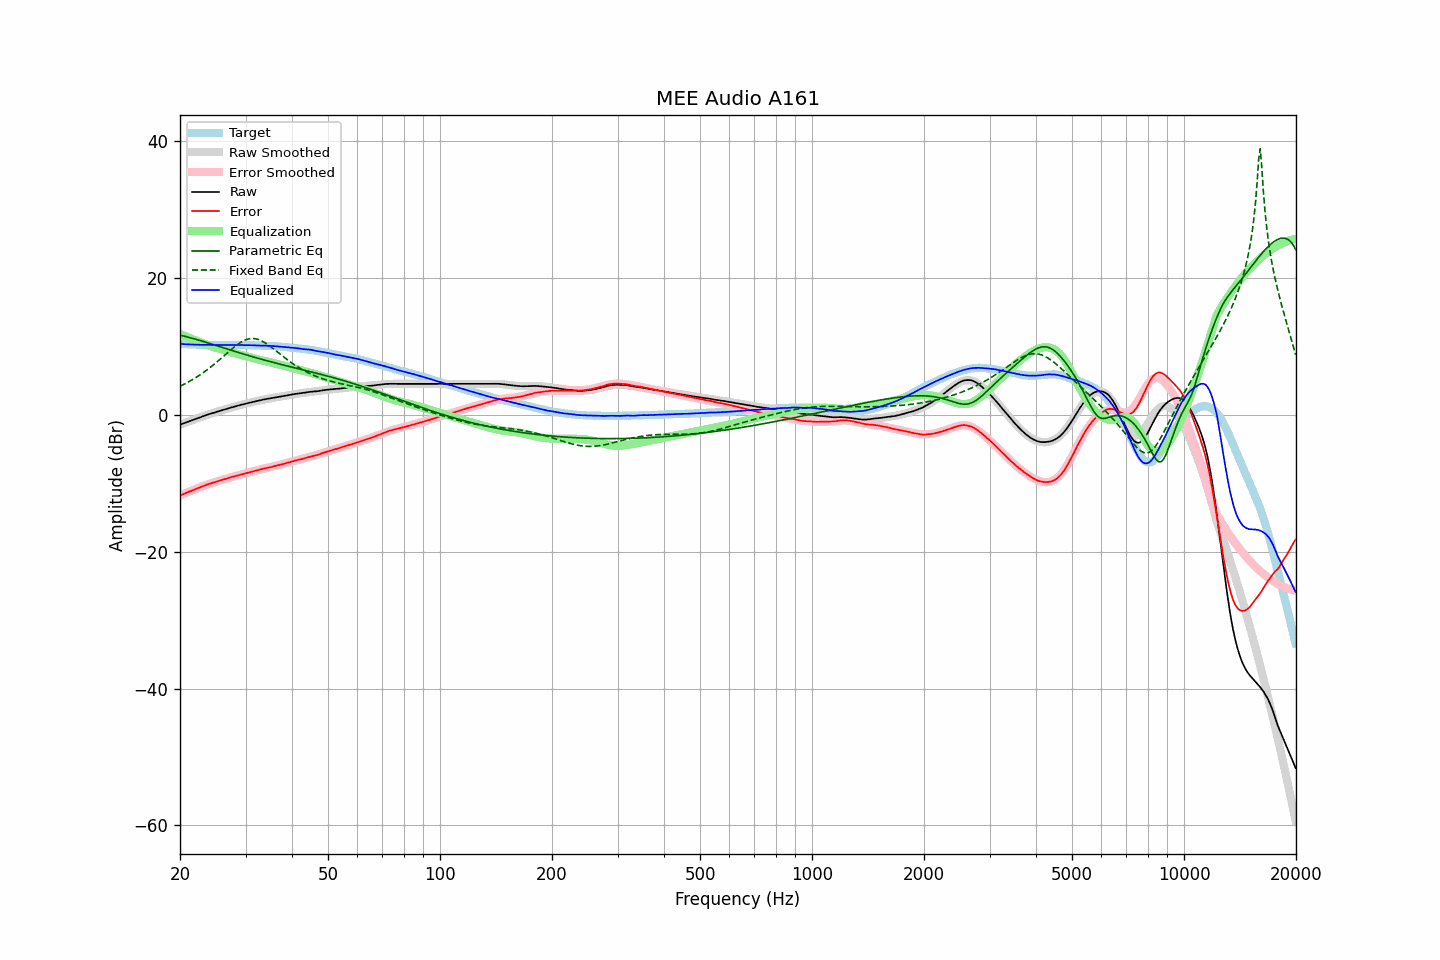 MEE Audio A161
Target
Raw Smoothed
Error Smoothed
Raw
Error
Equalization
Parametric Eq
Fixed Band Eq
Equalized
40
20
0
−20
−40
−60
Amplitude (dBr)
20 50 100 200 500 1000 2000 5000 10000 20000
Frequency (Hz)